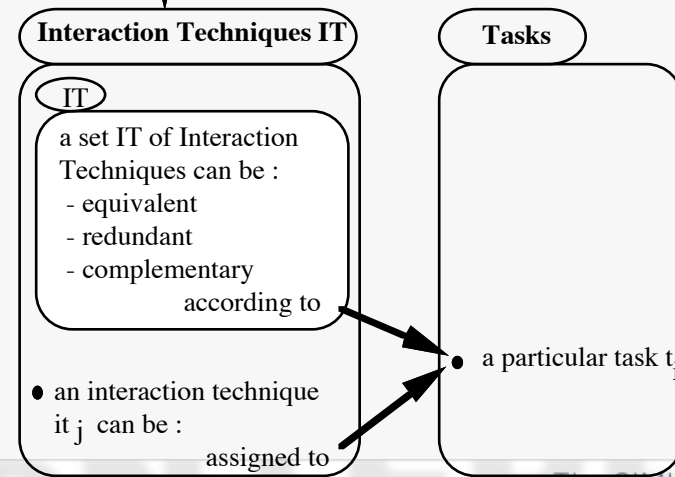 Interaction Techniques IT
Tasks
IT
a set IT of Interaction
Techniques can be :
- equivalent
- redundant
- complementary
according to
a particular task t
an interaction technique
it j can be :
assigned to